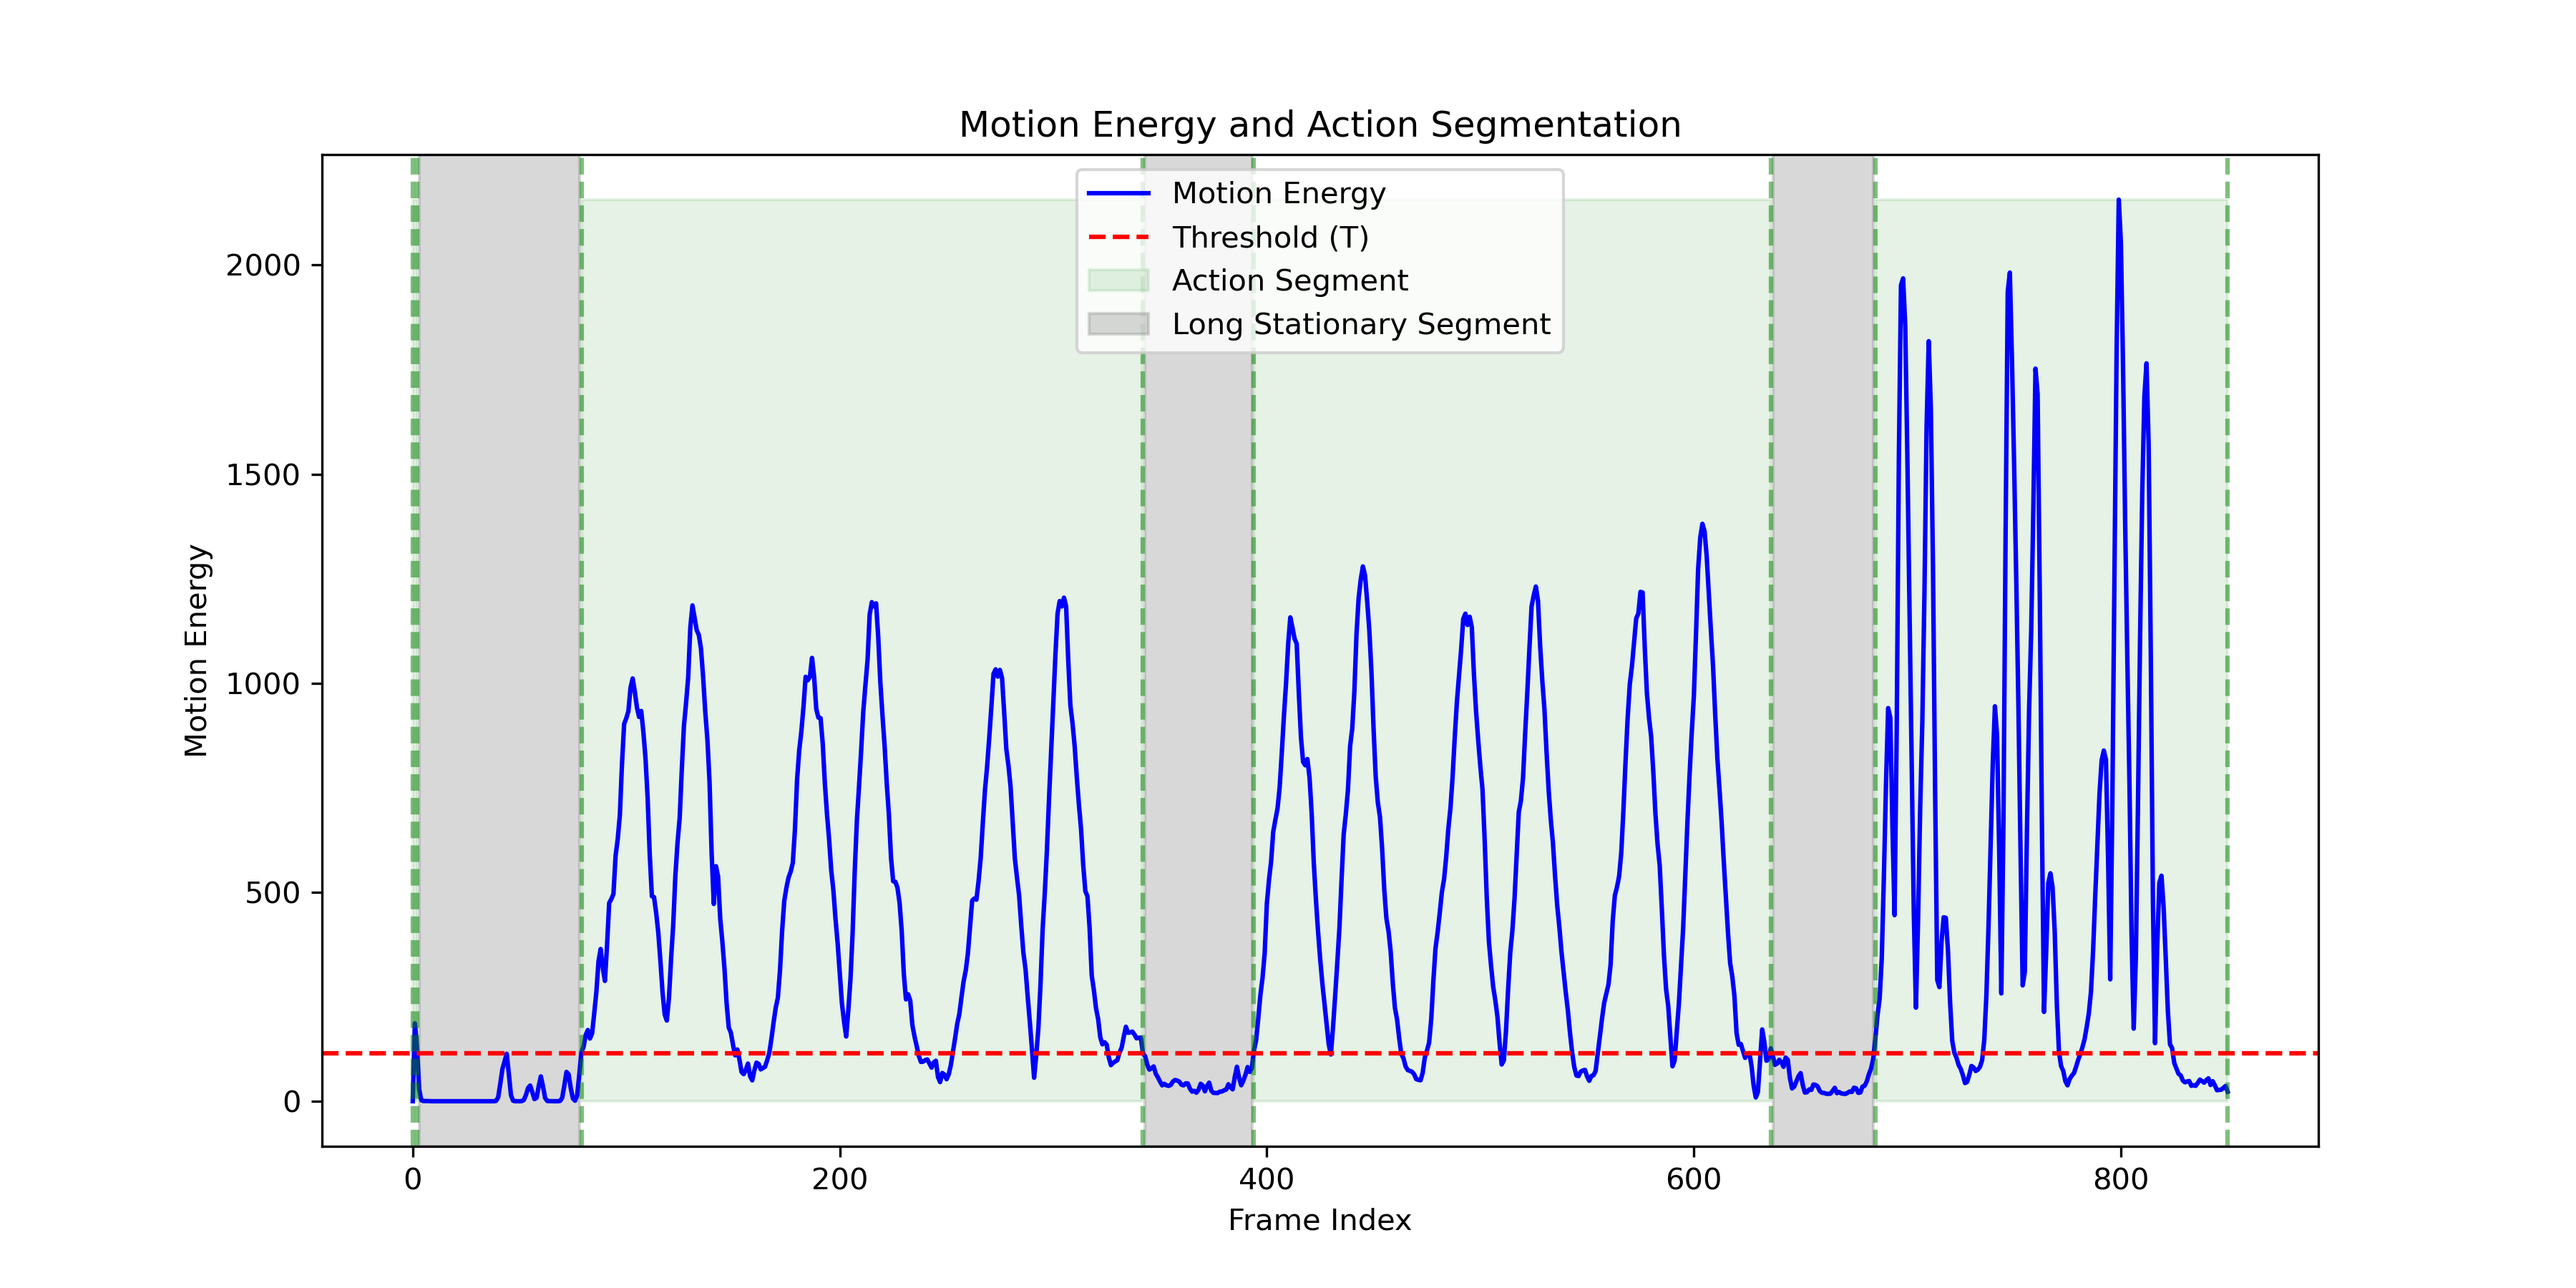 Motion Energy and Action Segmentation
Motion Energy
Threshold (T)
Action Segment
Long Stationary Segment
Motion Energy
2000
1500
1000
500
0
0 200 400 600 800
Frame Index